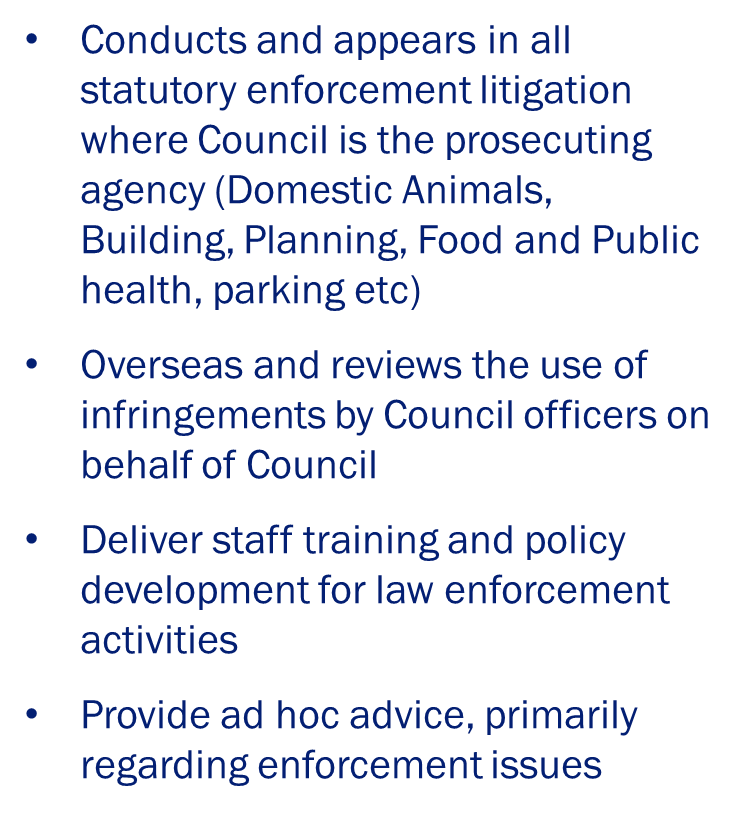 • Conducts and appears in all
statutory enforcement litigation
where Council is the prosecuting
agency (Domestic Animals,
Building, Planning, Food and Public
health, parking etc)
• Overseas and reviews the use of
infringements by Council officers on
behalf of Council
• Deliver staff training and policy
development for law enforcement
activities
• Provide ad hoc advice, primarily
regarding enforcement issues